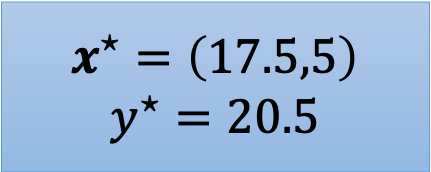 x* = (17.5,5)
y* = 20.5